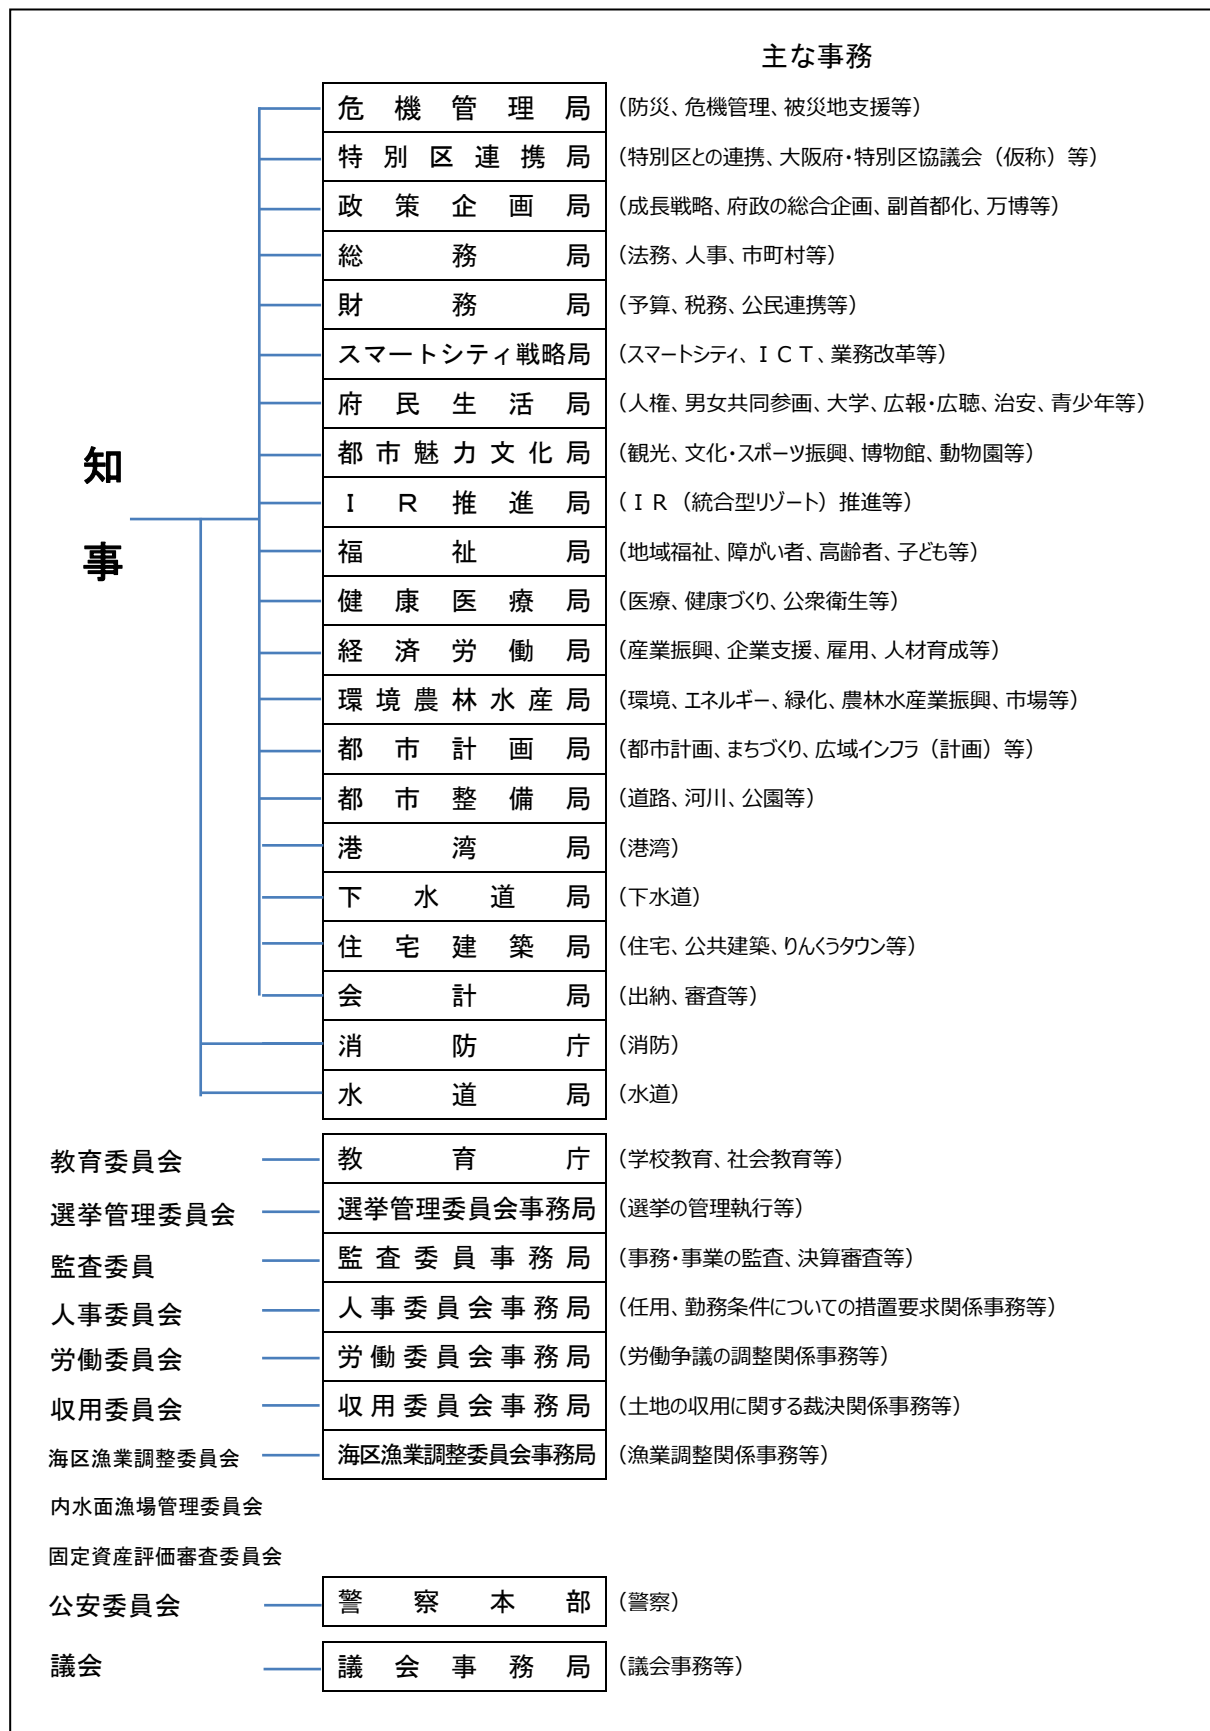 主な事務
知事
危機管理局 (防災、危機管理、被災地支援等)
特別区連携局 (特別区との連携、大阪府・特別区協議会(仮称)等)
政策企画局 (成長戦略、府政の総合企画、副首都化、万博等)
総務局 (法務、人事、市町村等)
財務局 (予算、税務、公民連携等)
スマートシティ戦略局 (スマートシティ、ICT、業務改革等)
府民生活局 (人権、男女共同参画、大学、広報・広聴、治安、青少年等)
都市魅力文化局 (観光、文化・スポーツ振興、博物館、動物園等)
IR推進局 (IR(統合型リゾート)推進等)
福祉局 (地域福祉、障がい者、高齢者、子ども等)
健康医療局 (医療、健康づくり、公衆衛生等)
経済労働局 (産業振興、企業支援、雇用、人材育成等)
環境農林水産局 (環境、エネルギー、緑化、農林水産業振興、市場等)
都市計画局 (都市計画、まちづくり、広域インフラ(計画)等)
都市整備局 (道路、河川、公園等)
港湾局 (港湾)
下水道局 (下水道)
住宅建築局 (住宅、公共建築、りんくうタウン等)
会計局 (出納、審査等)
消防庁 (消防)
水道局 (水道)
教育委員会 教育庁 (学校教育、社会教育等)
選挙管理委員会 選挙管理委員会事務局 (選挙の管理執行等)
監査委員 監査委員事務局 (事務・事業の監査、決算審査等)
人事委員会 人事委員会事務局 (任用、勤務条件についての措置要求関係事務等)
労働委員会 労働委員会事務局 (労働争議の調整関係事務等)
収用委員会 収用委員会事務局 (土地の収用に関する裁決関係事務等)
海区漁業調整委員会 海区漁業調整委員会事務局 (漁業調整関係事務等)
内水面漁場管理委員会
固定資産評価審査委員会
公安委員会 警察本部 (警察)
議会 議会事務局 (議会事務等)